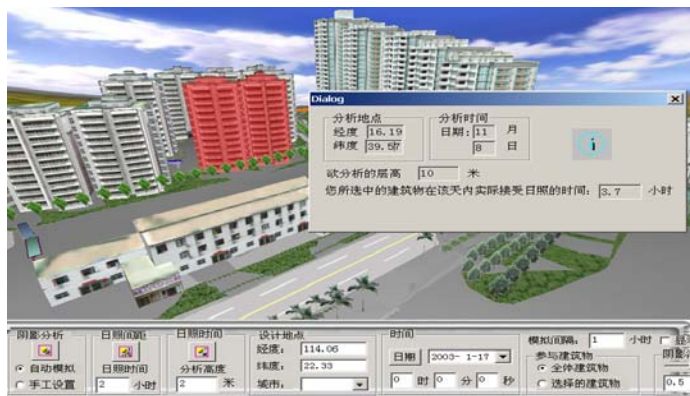 Dialog
分析地点
分析时间
经度 16.19
日期:11 月
纬度 39.57
8 日
欲分析的层高 10 米
您所选中的建筑物在该天内实际接受日照的时间: 3.7 小时
阴影分析
日照间距
日照时间
设计地点
时间
模拟间隔: 1 小时
经度: 114.06
日期 2003- 1-17
参与建筑物
阴影
自动模拟
日照时间
分析高度
纬度: 22.33
全体建筑物
手工设置
2 小时
2 米
城市:
0 时 0 分 0 秒
选择的建筑物
0.5